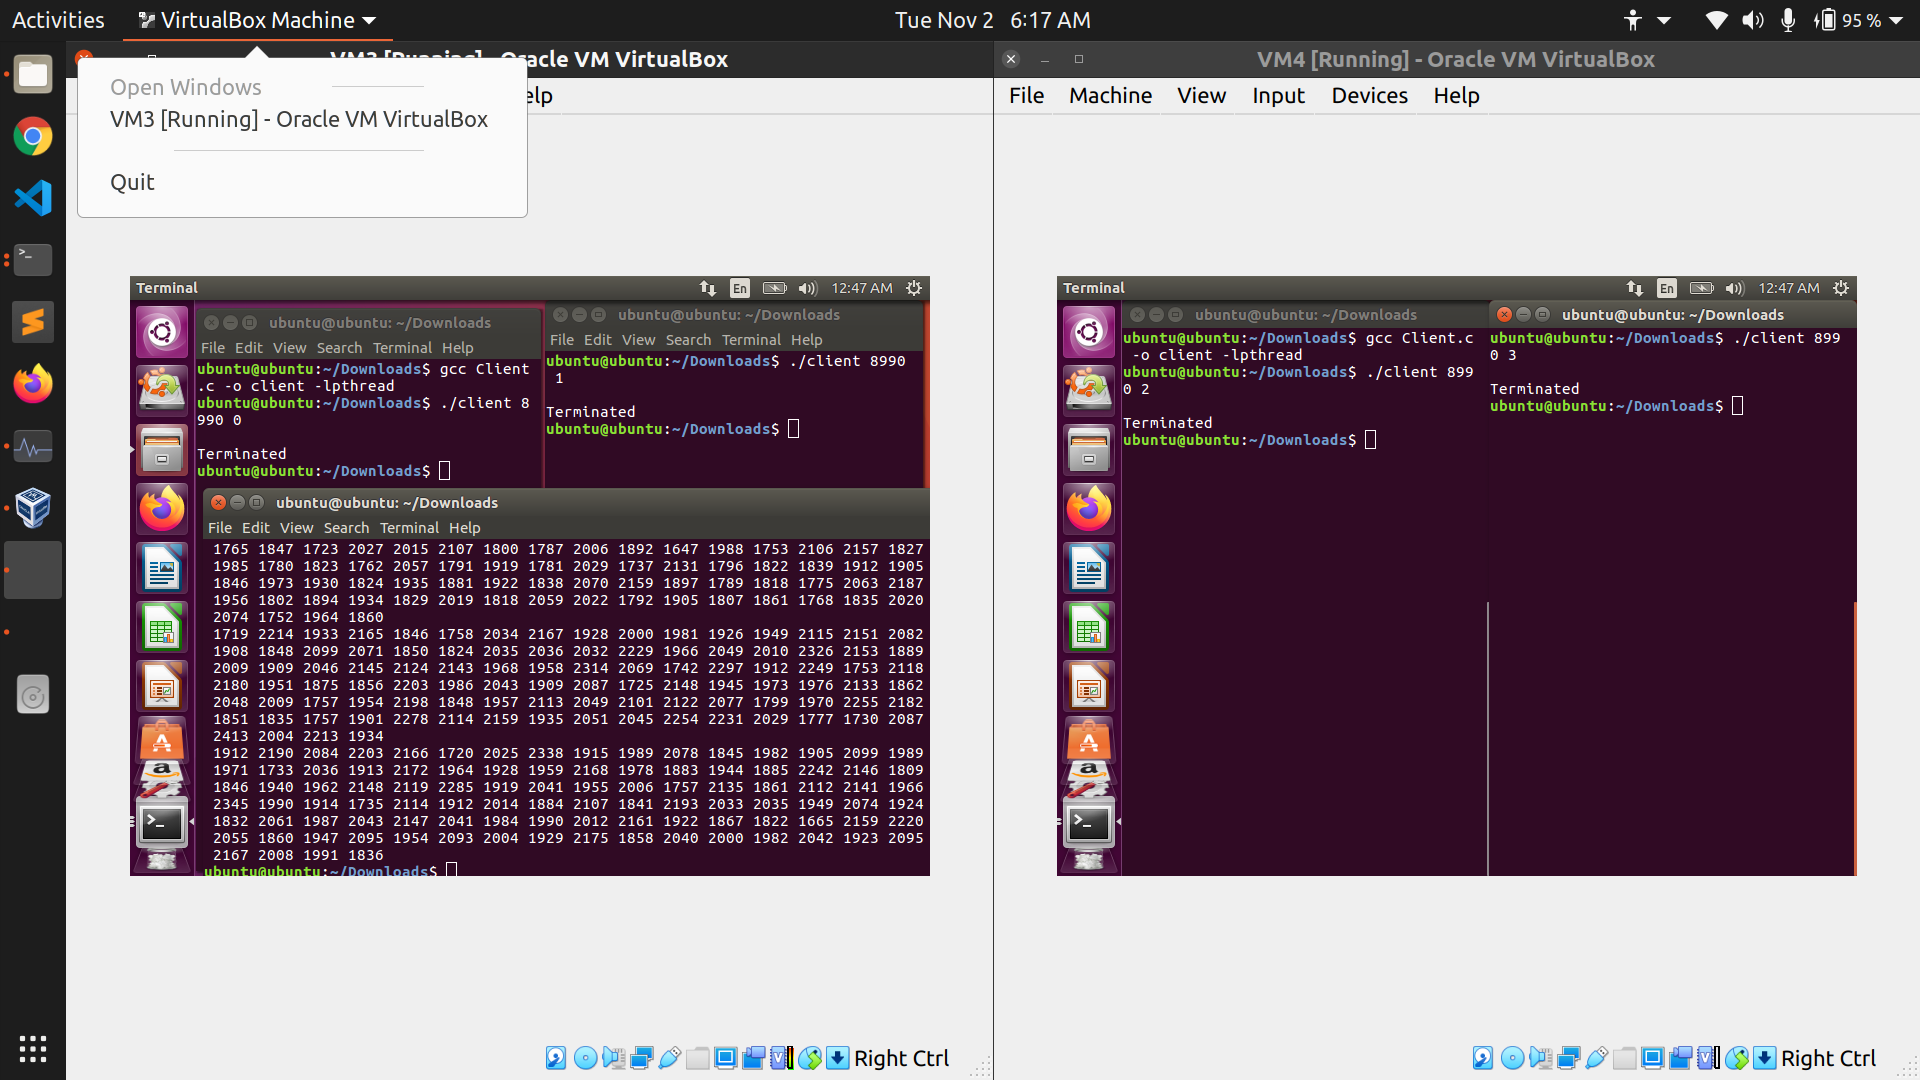 Activities
VirtualBox Machine
Tue Nov 2 6:17 AM
95 %
Oracle VM VirtualBox
Open Windows
VM3 [Running] - Oracle VM VirtualBox
Quit
VM4 [Running] - Oracle VM VirtualBox
File Machine View Input Devices Help
Terminal
En
12:47 AM
ubuntu@ubuntu: ~/Downloads
File Edit View Search Terminal Help
ubuntu@ubuntu:~/Downloads$ gcc Client
.c -o client -lpthread
ubuntu@ubuntu:~/Downloads$ ./client 8
990 0
Terminated
ubuntu@ubuntu:~/Downloads$
ubuntu@ubuntu: ~/Downloads
File Edit View Search Terminal Help
ubuntu@ubuntu:~/Downloads$ ./client 8990
1
Terminated
ubuntu@ubuntu:~/Downloads$
ubuntu@ubuntu: ~/Downloads
File Edit View Search Terminal Help
1765 1847 1723 2027 2015 2107 1800 1787 2006 1892 1647 1988 1753 2106 2157 1827
1985 1780 1823 1762 2057 1791 1919 1781 2029 1737 2131 1796 1822 1839 1912 1905
1846 1973 1930 1824 1935 1881 1922 1838 2070 2159 1897 1789 1818 1775 2063 2187
1956 1802 1894 1934 1829 2019 1818 2059 2022 1792 1905 1807 1861 1768 1835 2020
2074 1752 1964 1860
1719 2214 1933 2165 1846 1758 2034 2167 1928 2000 1981 1926 1949 2115 2151 2082
1908 1848 2099 2071 1850 1824 2035 2036 2032 2229 1966 2049 2010 2326 2153 1889
2009 1909 2046 2145 2124 2143 1968 1958 2314 2069 1742 2297 1912 2249 1753 2118
2180 1951 1875 1856 2203 1986 2043 1909 2087 1725 2148 1945 1973 1976 2133 1862
2048 2009 1757 1954 2198 1848 1957 2113 2049 2101 2122 2077 1799 1970 2255 2182
1851 1835 1757 1901 2278 2114 2159 1935 2051 2045 2254 2231 2029 1777 1730 2087
2413 2004 2213 1934
1912 2190 2084 2203 2166 1720 2025 2338 1915 1989 2078 1845 1982 1905 2099 1989
1971 1733 2036 1913 2172 1964 1928 1959 2168 1978 1883 1944 1885 2242 2146 1809
1846 1940 1962 2148 2119 2285 1919 2041 1955 2006 1757 2135 1861 2112 2141 1966
2345 1990 1914 1735 2114 1912 2014 1884 2107 1841 2193 2033 2035 1949 2074 1924
1832 2061 1987 2043 2147 2041 1984 1990 2012 2161 1922 1867 1822 1665 2159 2220
2055 1860 1947 2095 1954 2093 2004 1929 2175 1858 2040 2000 1982 2042 1923 2095
2167 2008 1991 1836
ubuntu@ubuntu:~/Downloads$
Right Ctrl
Terminal
En
12:47 AM
ubuntu@ubuntu: ~/Downloads
ubuntu@ubuntu:~/Downloads$ gcc Client.c
-o client -lpthread
ubuntu@ubuntu:~/Downloads$ ./client 899
0 2
Terminated
ubuntu@ubuntu:~/Downloads$
ubuntu@ubuntu: ~/Downloads
ubuntu@ubuntu:~/Downloads$ ./client 899
0 3
Terminated
ubuntu@ubuntu:~/Downloads$
Right Ctrl